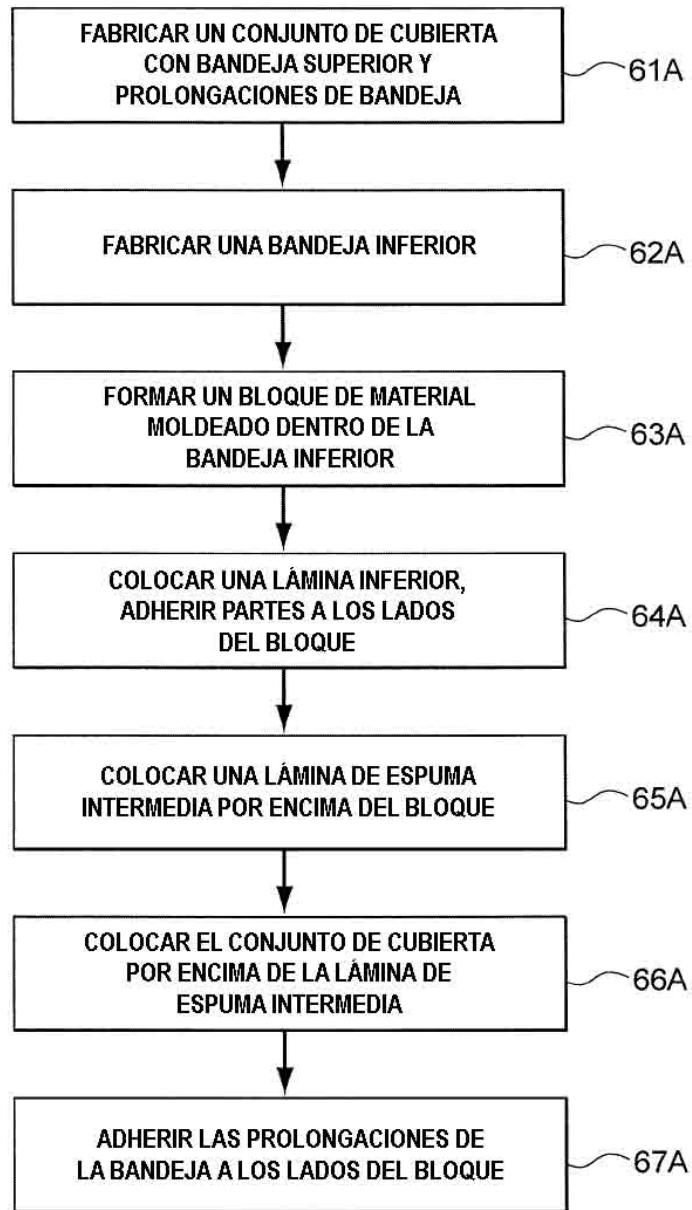 FABRICAR UN CONJUNTO DE CUBIERTA
CON BANDEJA SUPERIOR Y
PROLONGACIONES DE BANDEJA
61A
FABRICAR UNA BANDEJA INFERIOR
62A
FORMAR UN BLOQUE DE MATERIAL
MOLDEADO DENTRO DE LA
BANDEJA INFERIOR
63A
COLOCAR UNA LÁMINA INFERIOR,
ADHERIR PARTES A LOS LADOS
DEL BLOQUE
64A
COLOCAR UNA LÁMINA DE ESPUMA
INTERMEDIA POR ENCIMA DEL BLOQUE
65A
COLOCAR EL CONJUNTO DE CUBIERTA
POR ENCIMA DE LA LÁMINA DE
ESPUMA INTERMEDIA
66A
ADHERIR LAS PROLONGACIONES DE
LA BANDEJA A LOS LADOS DEL BLOQUE
67A